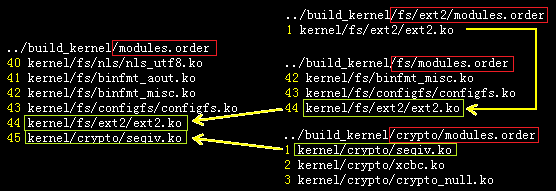 ../build_kernel/modules.order
40 kernel/fs/nls/nls_utf8.ko
41 kernel/fs/binfmt_aout.ko
42 kernel/fs/binfmt_misc.ko
43 kernel/fs/configfs/configfs.ko
44 kernel/fs/ext2/ext2.ko
45 kernel/crypto/seqiv.ko
../build_kernel/fs/ext2/modules.order
1 kernel/fs/ext2/ext2.ko
../build_kernel/fs/modules.order
42 kernel/fs/binfmt_misc.ko
43 kernel/fs/configfs/configfs.ko
44 kernel/fs/ext2/ext2.ko
../build_kernel/crypto/modules.order
1 kernel/crypto/seqiv.ko
2 kernel/crypto/xcbc.ko
3 kernel/crypto/crypto_null.ko